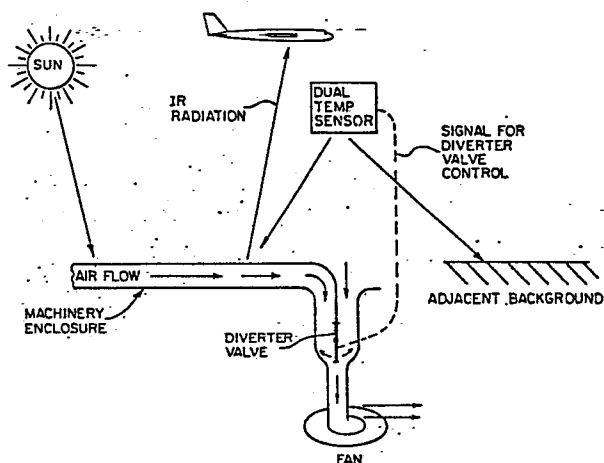 SUN
IR
RADIATION
DUAL
TEMP
SENSOR
SIGNAL FOR
DIVERTER
VALVE
CONTROL
AIR FLOW
MACHINERY
ENCLOSURE
DIVERTER
VALVE
ADJACENT BACKGROUND
FAN